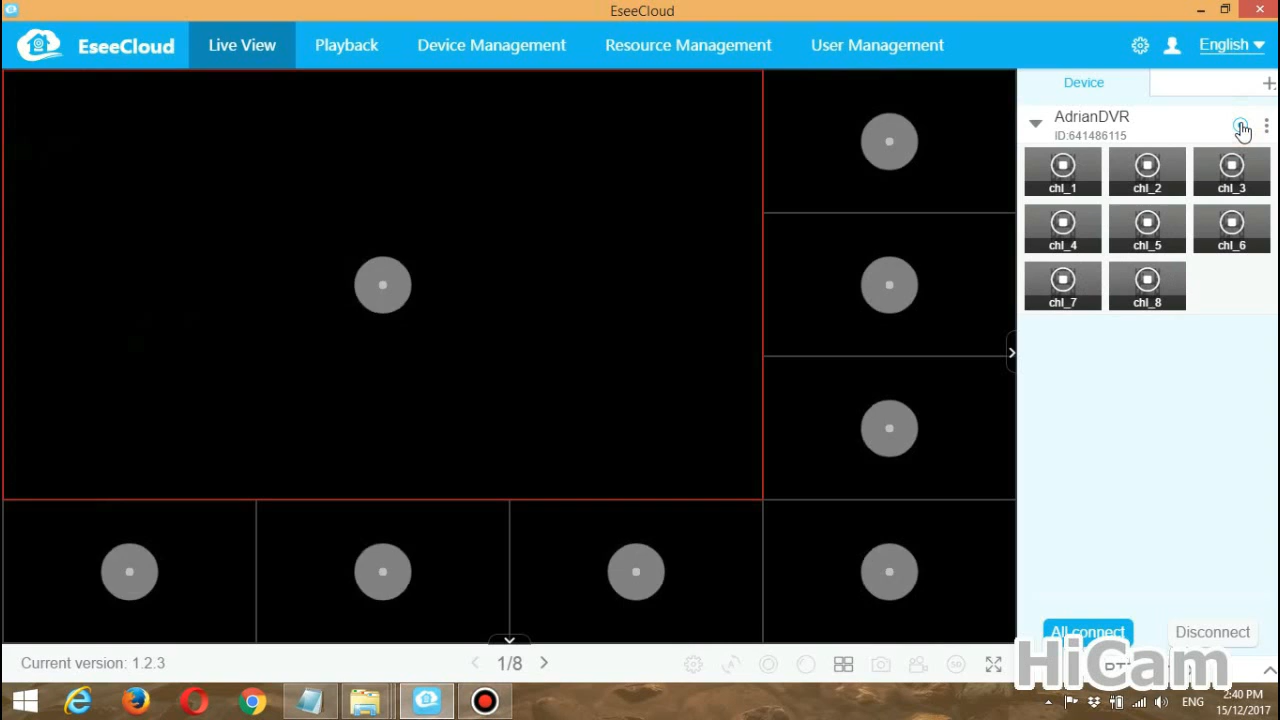 EseeCloud
EseeCloud
Live View
Playback
Device Management
Resource Management
User Management
English
Device
AdrianDVR
ID:641486115
chl_1
chl_2
chl_3
chl_4
chl_5
chl_6
chl_7
chl_8
All connect
Disconnect
Current version: 1.2.3
1/8
SD
HiCam
ENG
2:40 PM
15/12/2017